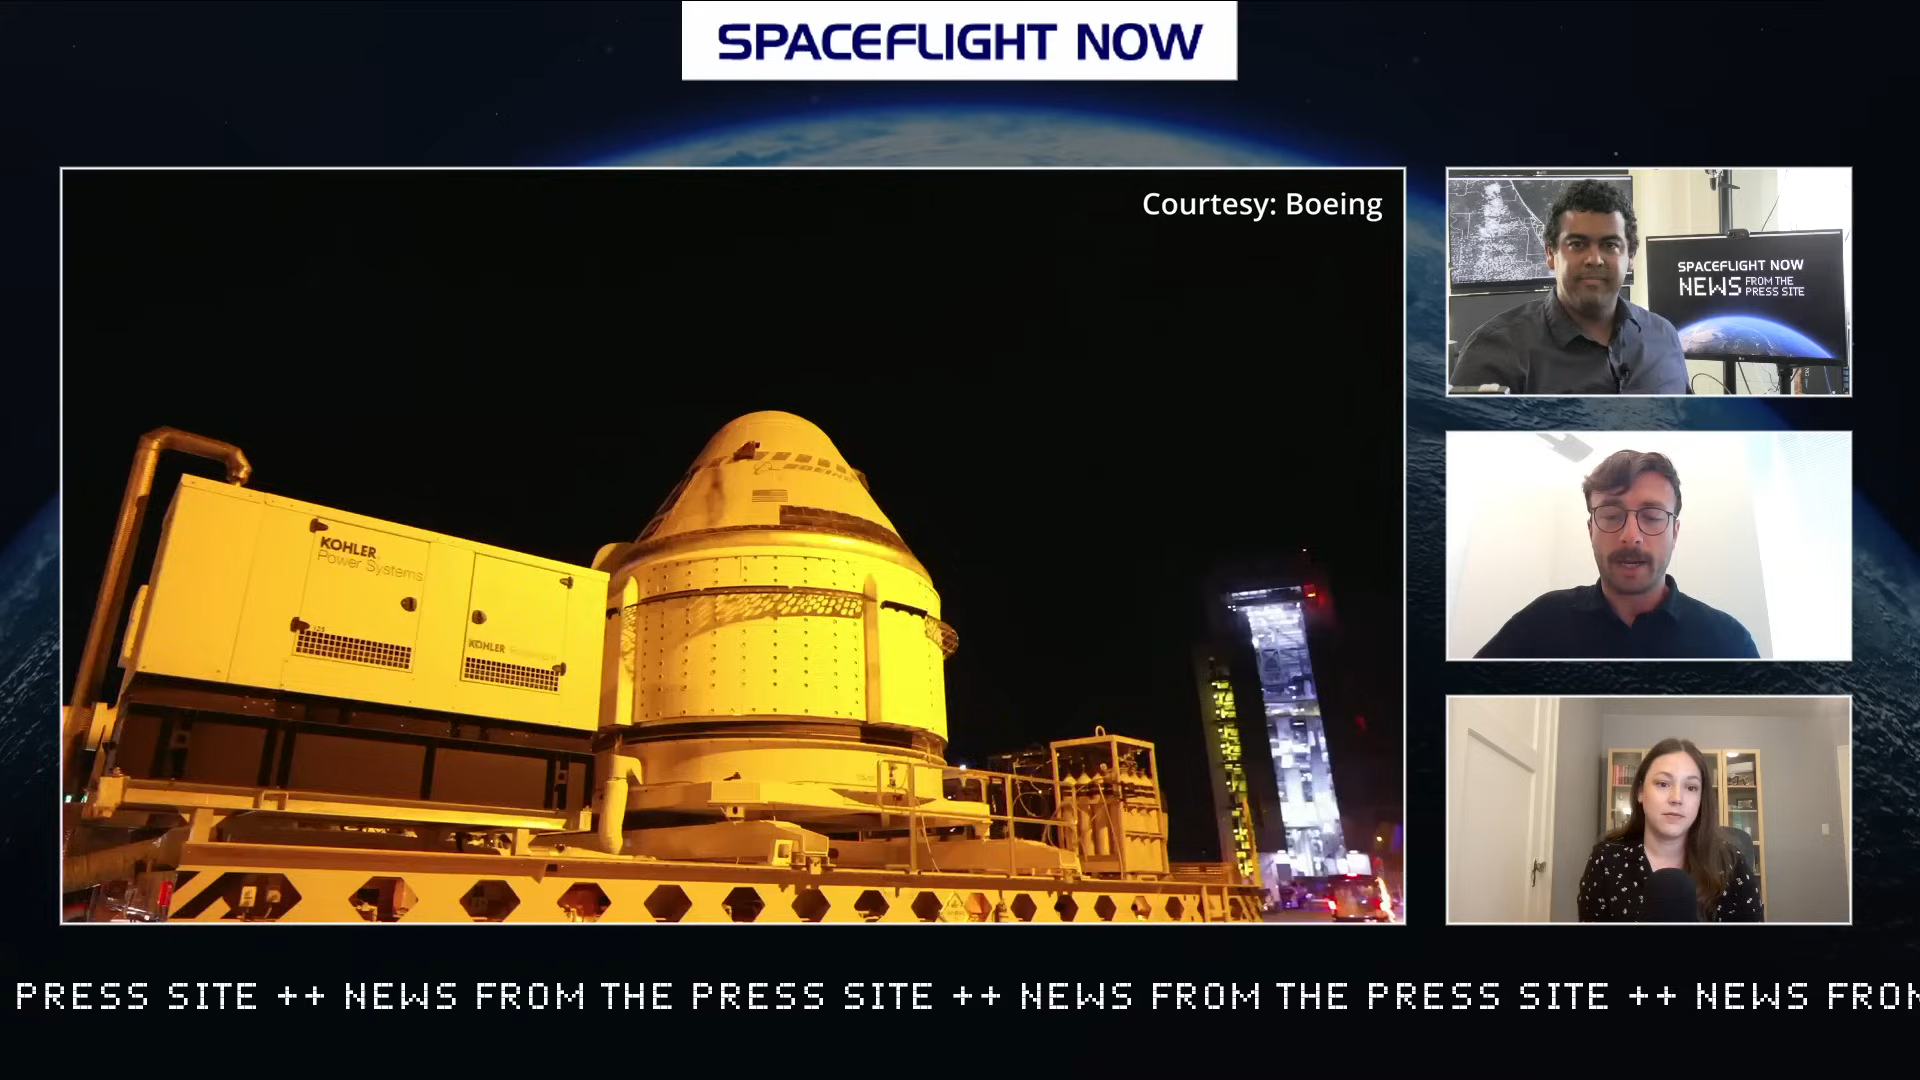 SPACEFLIGHT NOW
Courtesy: Boeing
BOEING
KOHLER
Power Systems
KOHLER
SPACEFLIGHT NOW
NEWS FROM THE
PRESS SITE
PRESS SITE ++ NEWS FROM THE PRESS SITE ++ NEWS FROM THE PRESS SITE ++ NEWS FROM